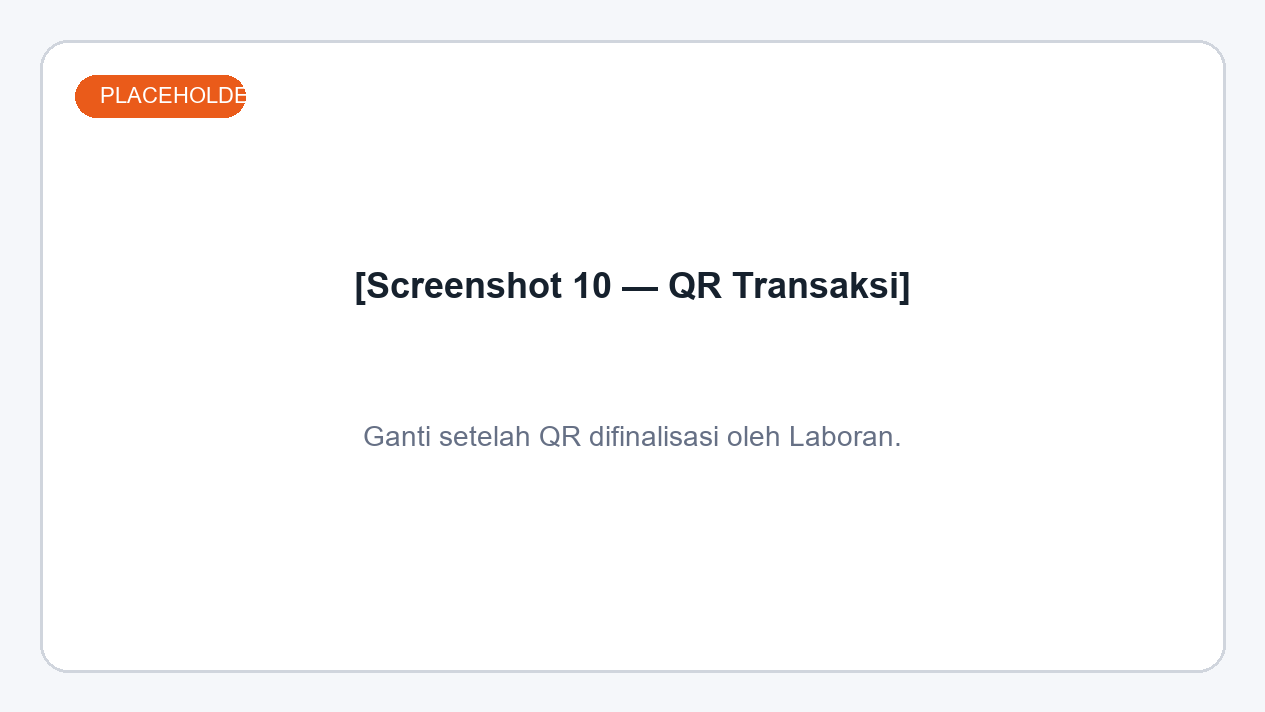 PLACEHOLDE
[Screenshot 10 — QR Transaksi]
Ganti setelah QR difinalisasi oleh Laboran.